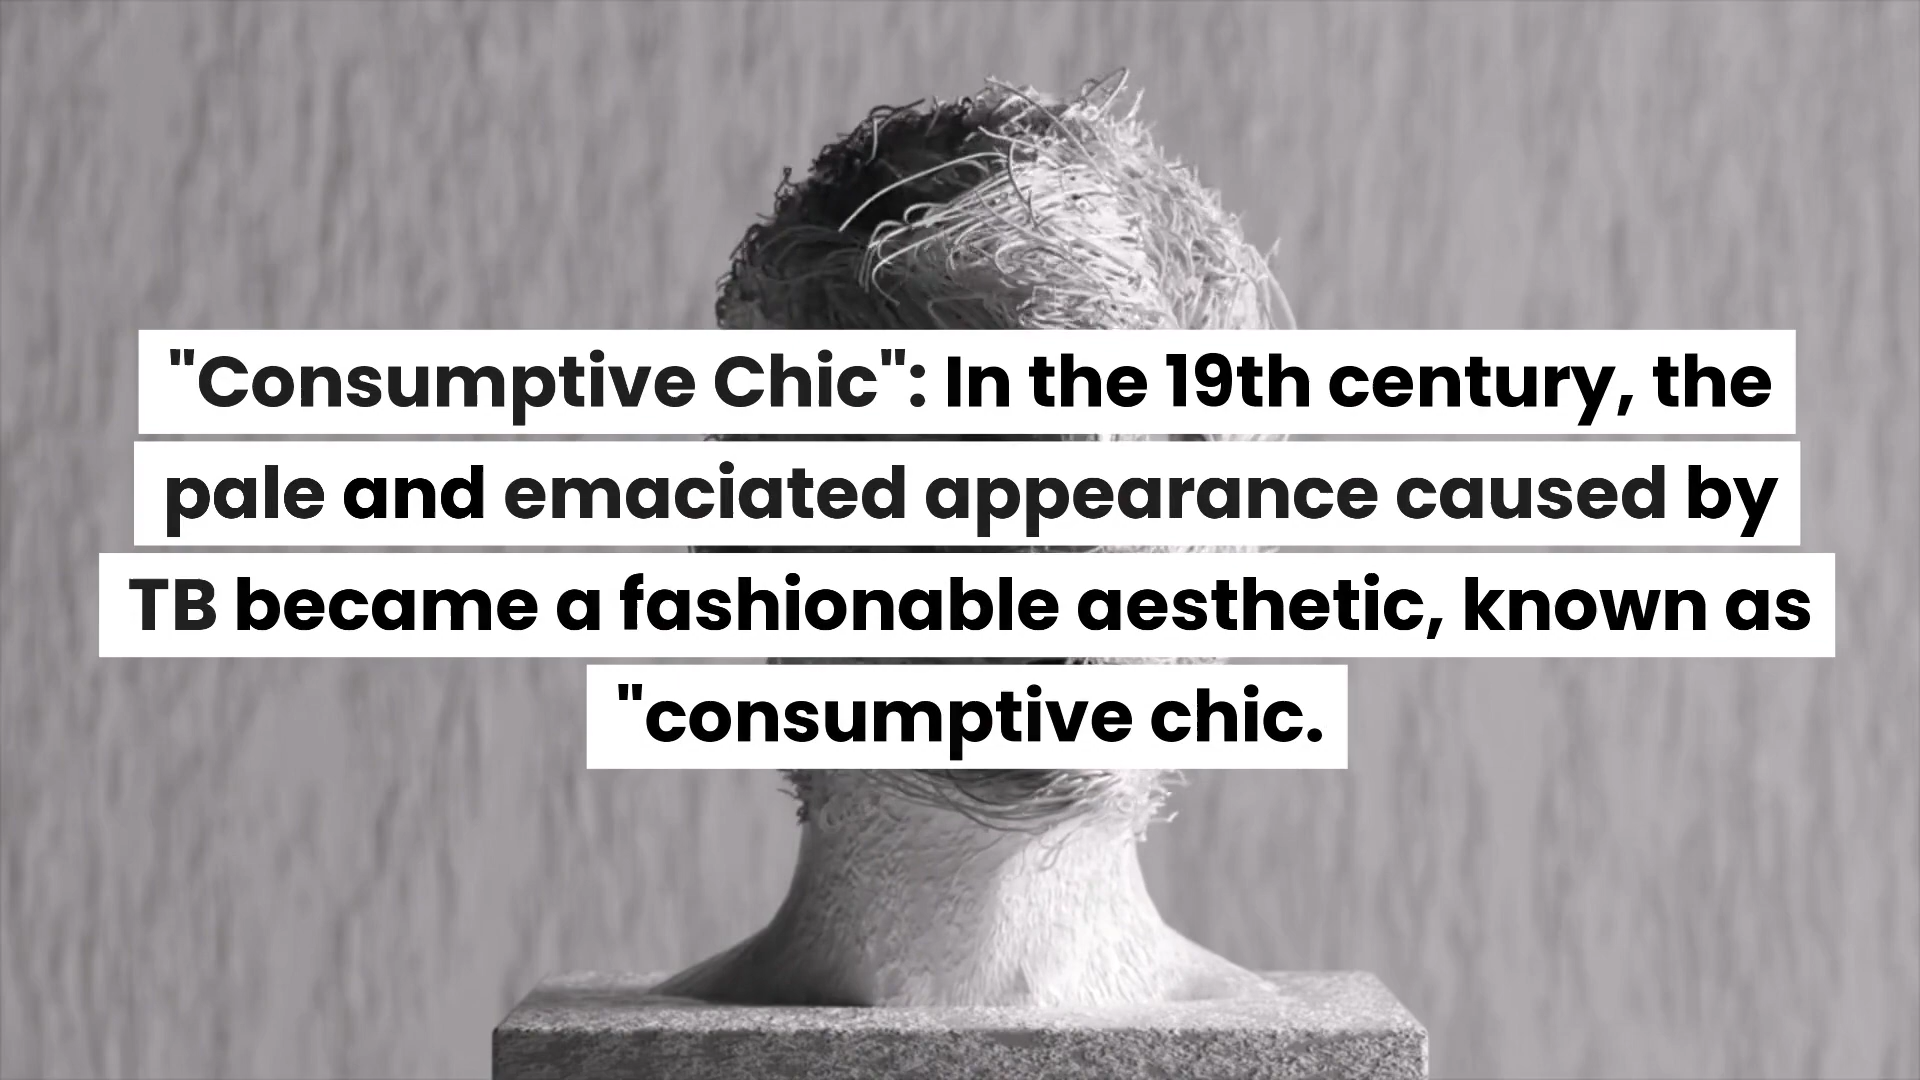 "Consumptive Chic": In the 19th century, the
pale and emaciated appearance caused by
TB became a fashionable aesthetic, known as
"consumptive chic.